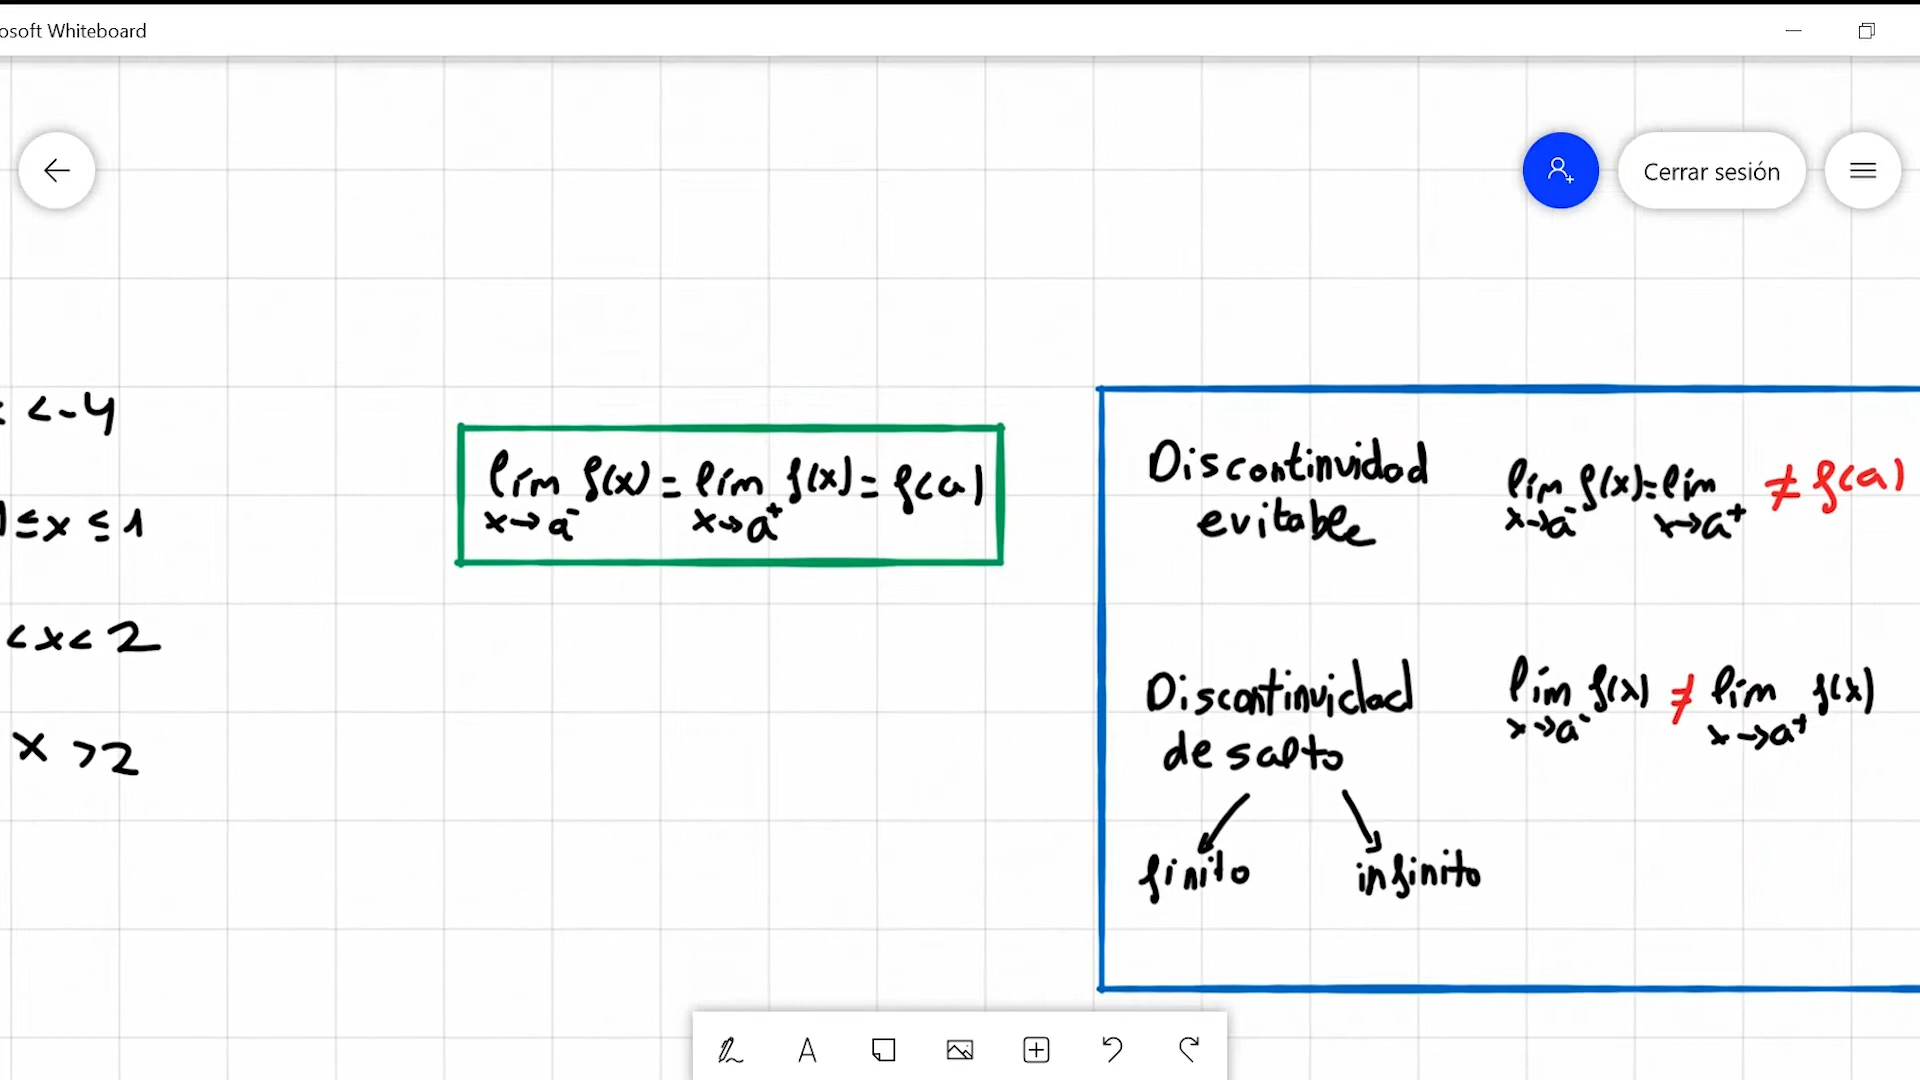 osoft Whiteboard
Cerrar sesión
< -4
≤ x ≤ 1
< x < 2
x > 2
lím f(x) = lím f(x) = f(a)
x→a⁻ x→a⁺
Discontinuidad
evitable
lím f(x) = lím ≠ f(a)
x→a⁻ x→a⁺
Discontinuidad
de salto
lím f(x) ≠ lím f(x)
x→a⁻ x→a⁺
finito infinito